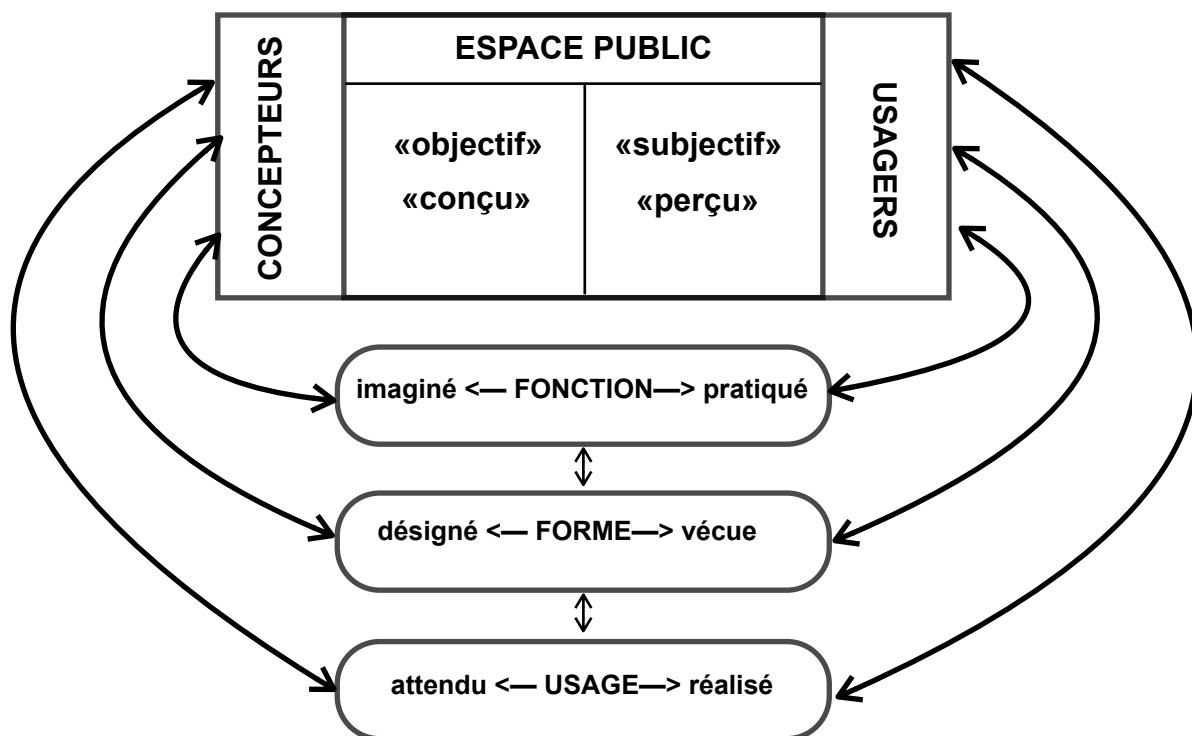 CONCEPTEURS
ESPACE PUBLIC
«objectif»
«conçu»
«subjectif»
«perçu»
USAGERS
imaginé <— FONCTION—> pratiqué
désigné <— FORME—> vécue
attendu <— USAGE—> réalisé